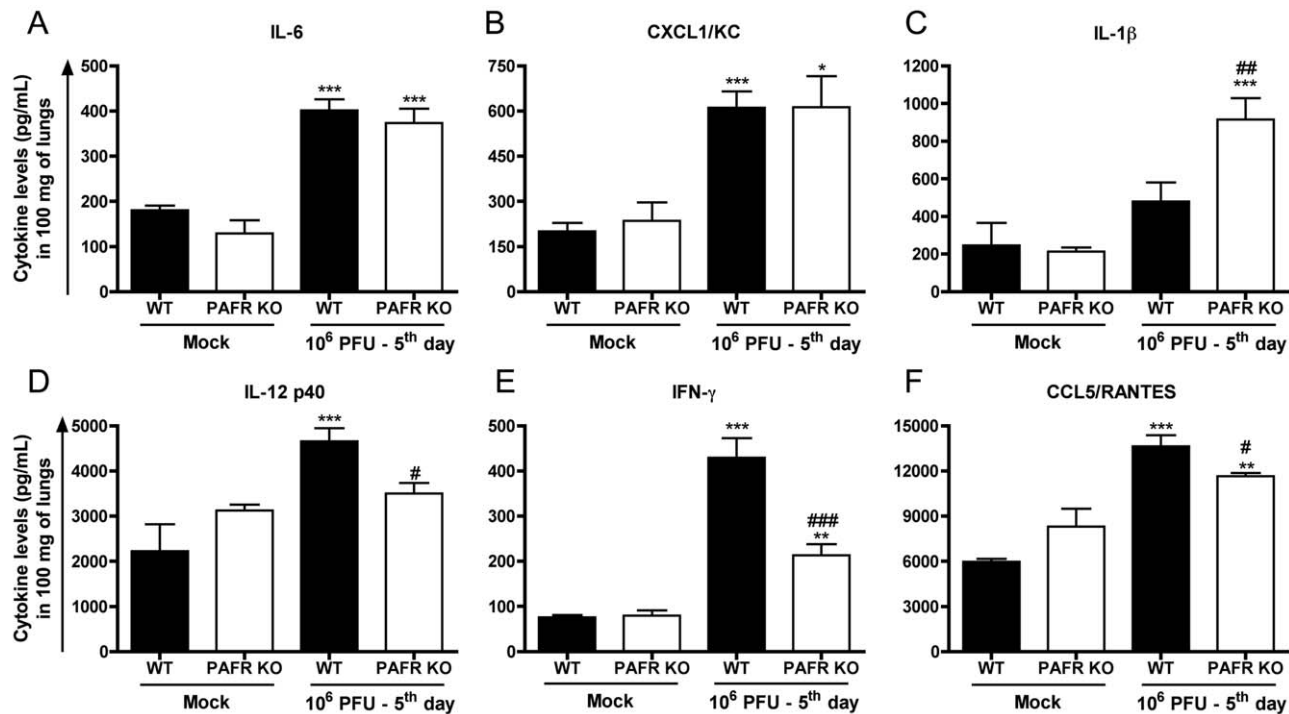 A
IL-6
Cytokine levels (pg/mL)
in 100 mg of lungs
500
400
300
200
100
0
***
***
WT
PAFR KO
WT
PAFR KO
Mock
10⁶ PFU - 5ᵗʰ day
B
CXCL1/KC
750
600
450
300
150
0
***
*
WT
PAFR KO
WT
PAFR KO
Mock
10⁶ PFU - 5ᵗʰ day
C
IL-1β
1200
1000
800
600
400
200
0
##
***
WT
PAFR KO
WT
PAFR KO
Mock
10⁶ PFU - 5ᵗʰ day
D
IL-12 p40
Cytokine levels (pg/mL)
in 100 mg of lungs
5000
4000
3000
2000
1000
0
***
#
WT
PAFR KO
WT
PAFR KO
Mock
10⁶ PFU - 5ᵗʰ day
E
IFN-γ
500
400
300
200
100
0
***
###
**
WT
PAFR KO
WT
PAFR KO
Mock
10⁶ PFU - 5ᵗʰ day
F
CCL5/RANTES
15000
12000
9000
6000
3000
0
***
#
**
WT
PAFR KO
WT
PAFR KO
Mock
10⁶ PFU - 5ᵗʰ day